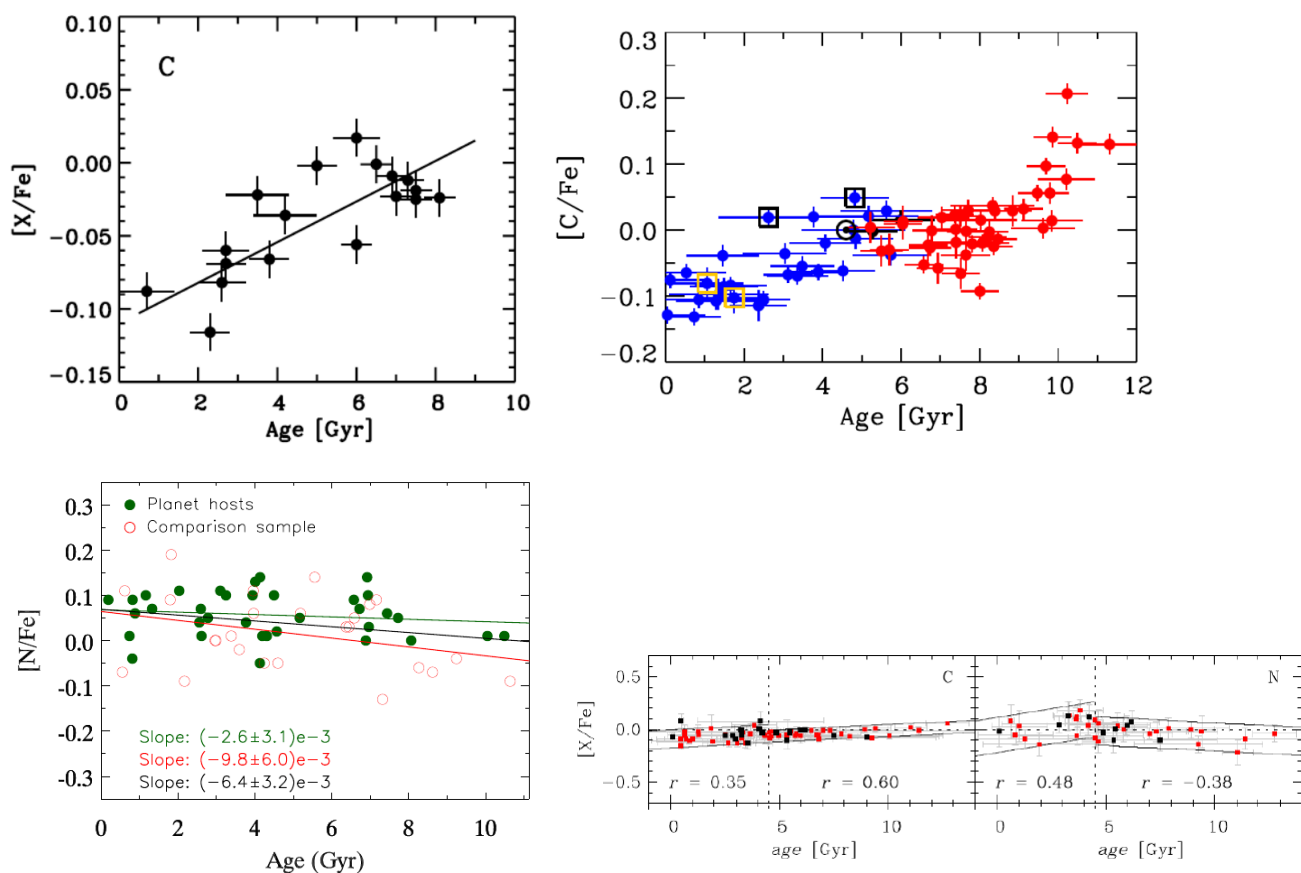 0.10
0.05
0.00
−0.05
−0.10
−0.15
[X/Fe]
C
0 2 4 6 8 10
Age [Gyr]
0.3
0.2
0.1
0.0
−0.1
−0.2
[C/Fe]
0 2 4 6 8 10 12
Age [Gyr]
0.3
0.2
0.1
0.0
-0.1
-0.2
-0.3
[N/Fe]
Planet hosts
Comparison sample
Slope: (−2.6±3.1)e−3
Slope: (−9.8±6.0)e−3
Slope: (−6.4±3.2)e−3
0 2 4 6 8 10
Age (Gyr)
0.5
0.0
−0.5
[X/Fe]
C
r = 0.35
r = 0.60
N
r = 0.48
r = −0.38
0 5 10 0 5 10
age [Gyr]
age [Gyr]